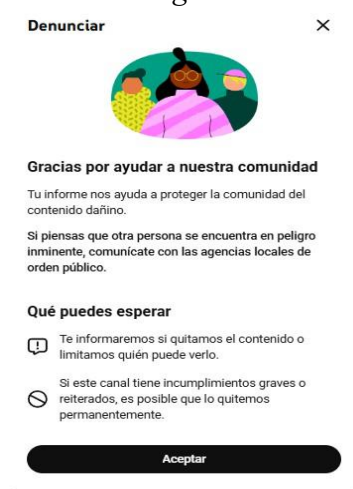 Denunciar
Gracias por ayudar a nuestra comunidad
Tu informe nos ayuda a proteger la comunidad del
contenido dañino.
Si piensas que otra persona se encuentra en peligro
inminente, comunícate con las agencias locales de
orden público.
Qué puedes esperar
Te informaremos si quitamos el contenido o
limitamos quién puede verlo.
Si este canal tiene incumplimientos graves o
reiterados, es posible que lo quitemos
permanentemente.
Aceptar